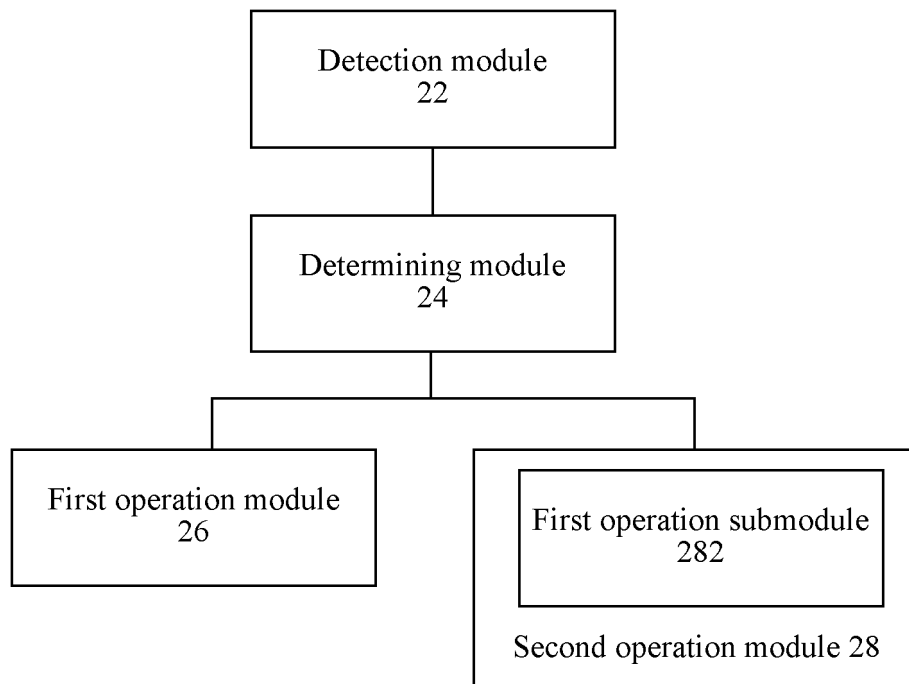 Detection module
22
Determining module
24
First operation module
26
First operation submodule
282
Second operation module 28